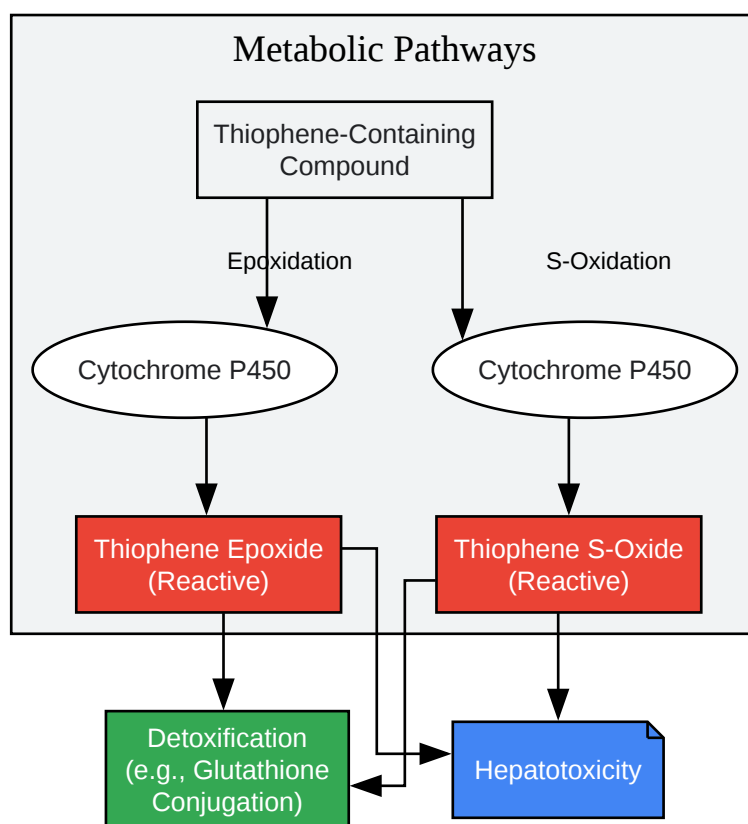 Metabolic Pathways
Thiophene-Containing
Compound
Epoxidation
S-Oxidation
Cytochrome P450
Cytochrome P450
Thiophene Epoxide
(Reactive)
Thiophene S-Oxide
(Reactive)
Detoxification
(e.g., Glutathione
Conjugation)
Hepatotoxicity